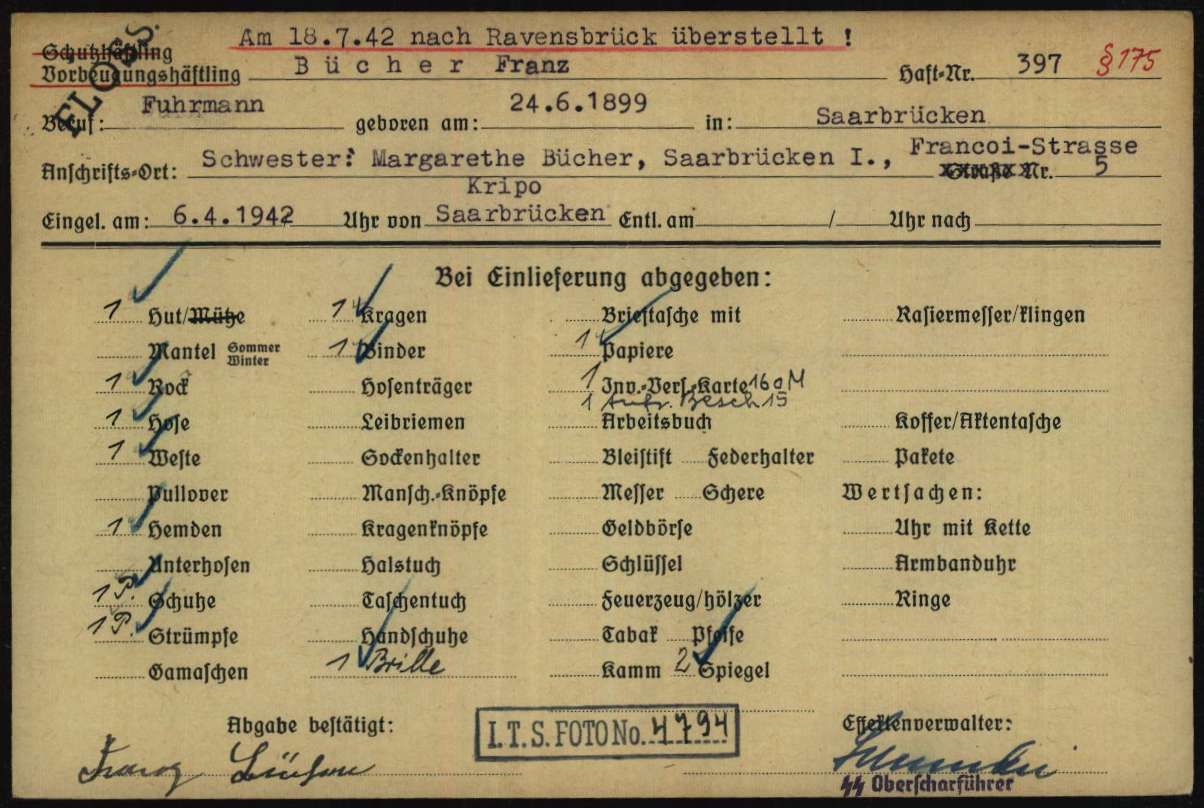 FLOSS.
Am 18.7.42 nach Ravensbrück überstellt !
Schutzhäftling
Vorbeugungshäftling Bücher Franz Haft-Nr. 397 §175
Beruf: Fuhrmann geboren am: 24.6.1899 in: Saarbrücken
Anschrifts-Ort: Schwester: Margarethe Bücher, Saarbrücken I., Francoi-Strasse Straße Nr. 5
Eingel. am: 6.4.1942 Uhr von Kripo Saarbrücken Entl. am / Uhr nach
Bei Einlieferung abgegeben:
1 Hut/Mütze 1 Kragen Brieftasche mit Rasiermesser/klingen
Mantel Sommer Winter 1 Binder 1 Papiere
1 Rock Hosenträger 1 Inv.-Vers.-Karte 16 a M
1 Aufr. Besch 15
1 Hose Leibriemen Arbeitsbuch Koffer/Aktentasche
1 Weste Sockenhalter Bleistift Federhalter Pakete
Pullover Mansch.-Knöpfe Messer Schere Wertsachen:
1 Hemden Kragenknöpfe Geldbörse Uhr mit Kette
Unterhosen Halstuch Schlüssel Armbanduhr
1 P. Schuhe Taschentuch Feuerzeug/hölzer Ringe
1 P. Strümpfe Handschuhe Tabak Pfeife
Gamaschen 1 Brille Kamm 2 Spiegel
Abgabe bestätigt: I.T.S. FOTO No. 4794 Effektenverwalter:
Franz Bücher
SS Oberscharführer